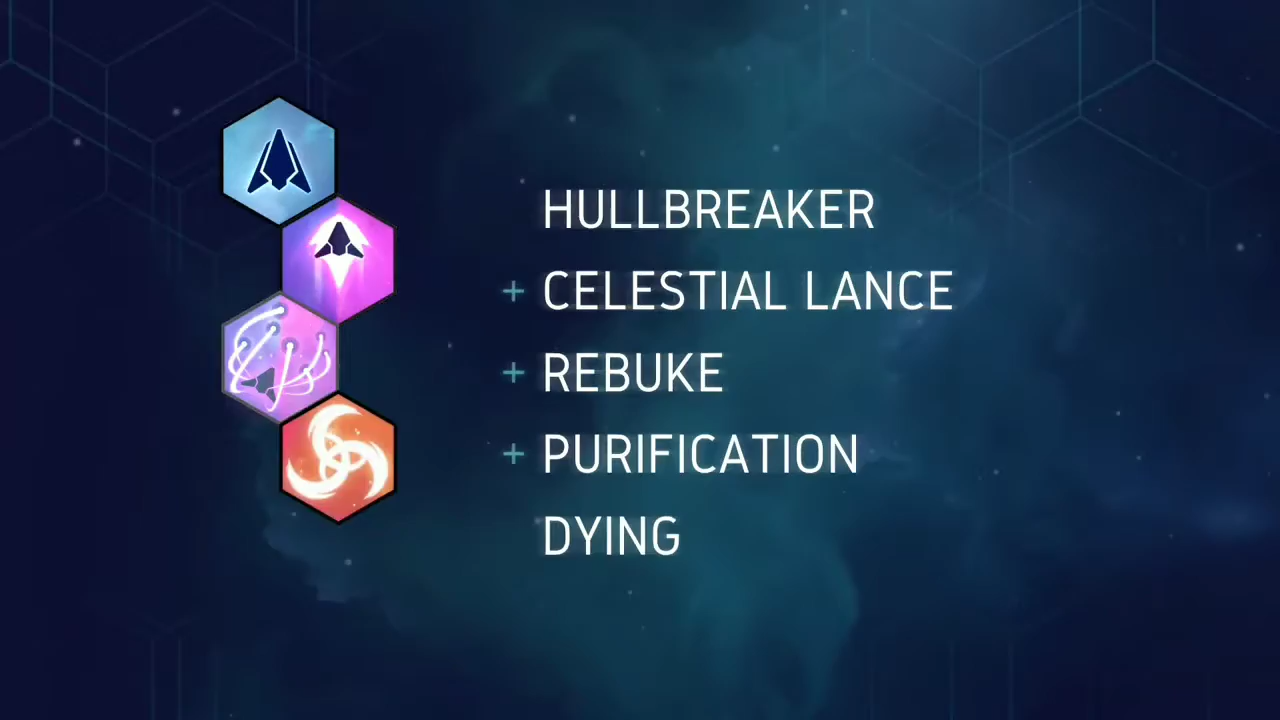 HULLBREAKER
+ CELESTIAL LANCE
+ REBUKE
+ PURIFICATION
DYING